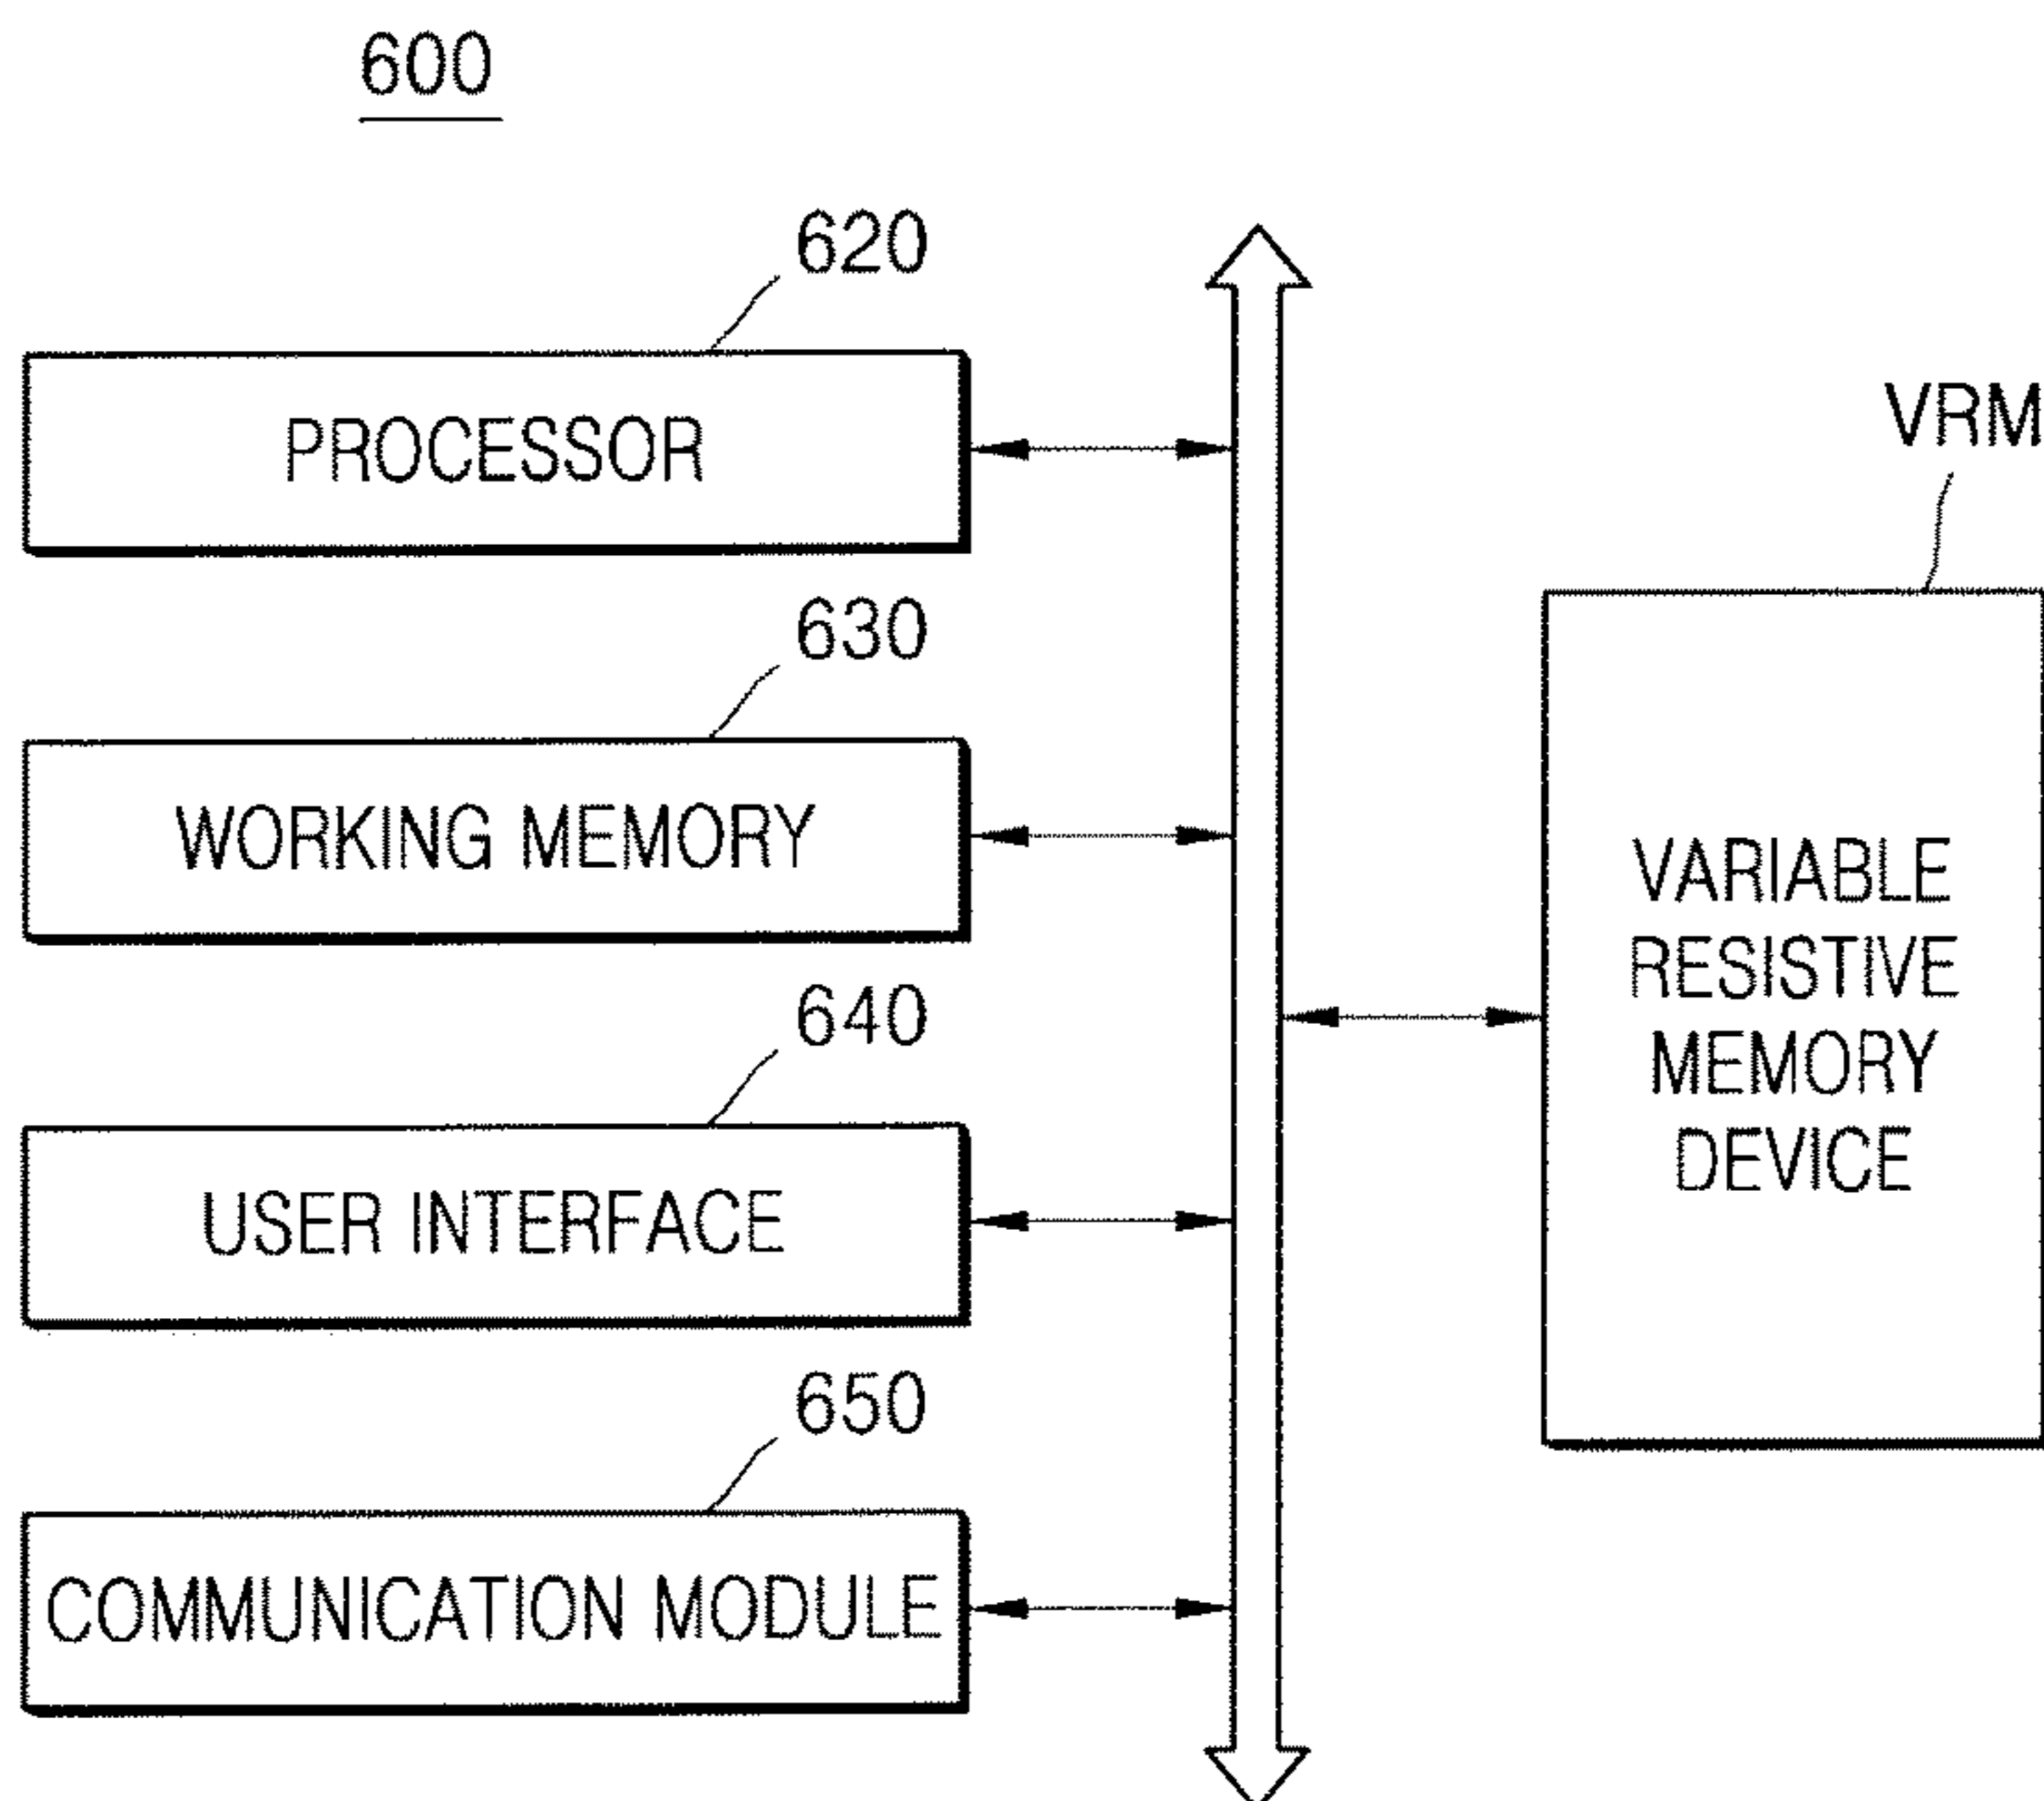 600
620
PROCESSOR
VRM
630
WORKING MEMORY
VARIABLE
RESISTIVE
MEMORY
DEVICE
640
USER INTERFACE
650
COMMUNICATION MODULE